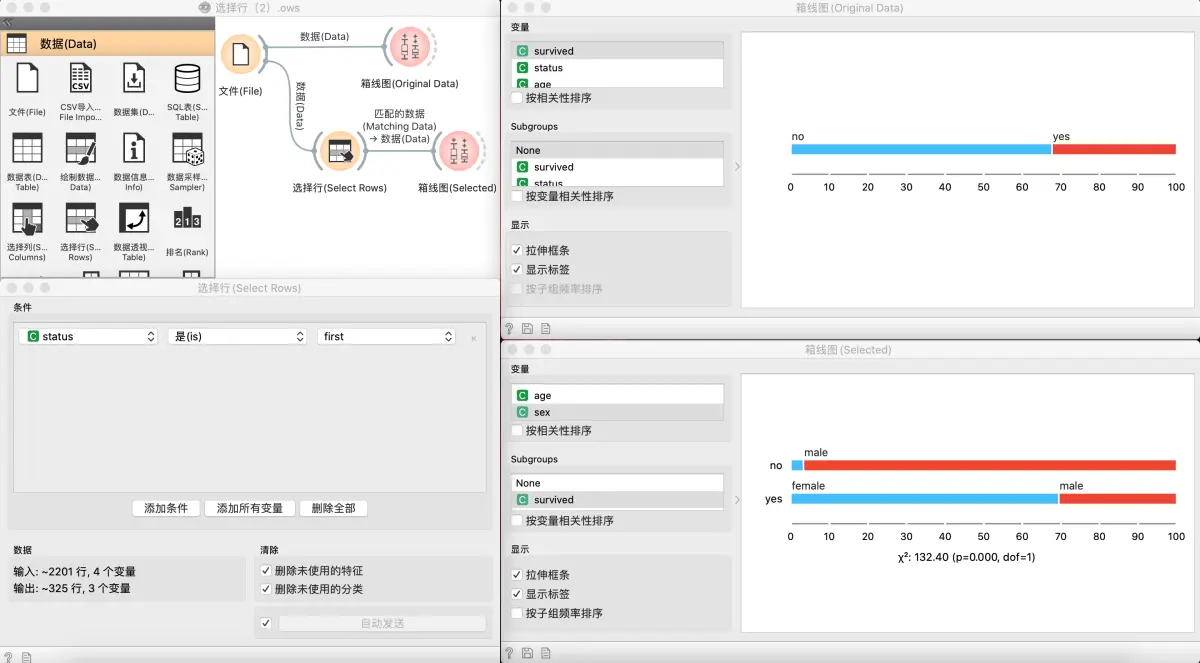 选择行（2）.ows
数据(Data)
文件(File)
CSV导入...
File Impo...
数据集(D...
SQL表(S...
Table)
数据表(D...
Table)
绘制数据...
Data)
数据信息...
Info)
数据采样...
Sampler)
选择列(S...
Columns)
选择行(S...
Rows)
数据透视...
Table)
排名(Rank)
文件(File)
数据(Data)
箱线图(Original Data)
数据(Data)
匹配的数据
(Matching Data)
→ 数据(Data)
选择行(Select Rows)
箱线图(Selected)
选择行(Select Rows)
条件
C status
是(is)
first
×
添加条件
添加所有变量
删除全部
数据
输入: ~2201 行, 4 个变量
输出: ~325 行, 3 个变量
清除
删除未使用的特征
删除未使用的分类
自动发送
?
箱线图(Original Data)
变量
C survived
C status
C age
按相关性排序
Subgroups
None
C survived
C status
按变量相关性排序
显示
拉伸框条
显示标签
按子组频率排序
?
no
yes
0 10 20 30 40 50 60 70 80 90 100
箱线图(Selected)
变量
C age
C sex
按相关性排序
Subgroups
None
C survived
按变量相关性排序
显示
拉伸框条
显示标签
按子组频率排序
?
male
no
female
male
yes
0 10 20 30 40 50 60 70 80 90 100
χ²: 132.40 (p=0.000, dof=1)